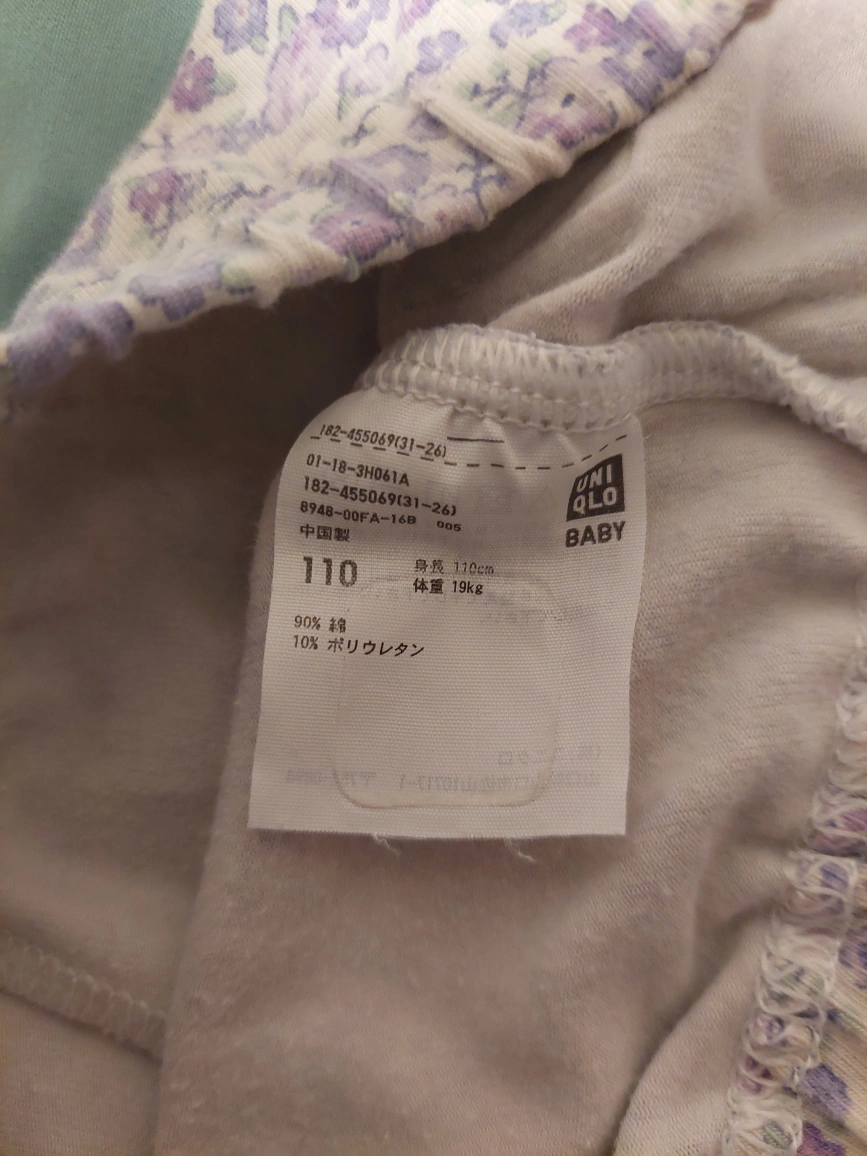 182-455069(31-26)
01-18-3H061A
182-455069(31-26)
8948-00FA-16B 005
中国製
UNI
QLO
BABY
110
身長 110cm
体重 19kg
90% 綿
10% ポリウレタン